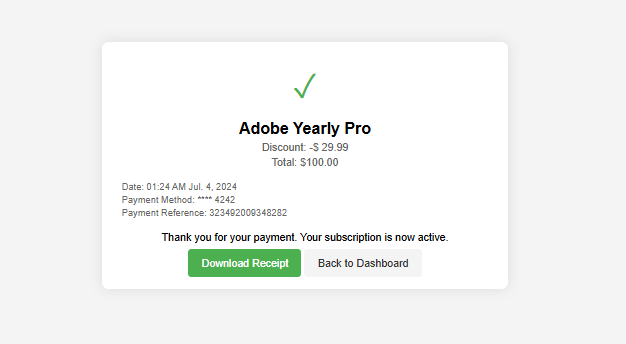 Adobe Yearly Pro
Discount: -$ 29.99
Total: $100.00
Date: 01:24 AM Jul. 4, 2024
Payment Method: **** 4242
Payment Reference: 323492009348282
Thank you for your payment. Your subscription is now active.
Download Receipt
Back to Dashboard